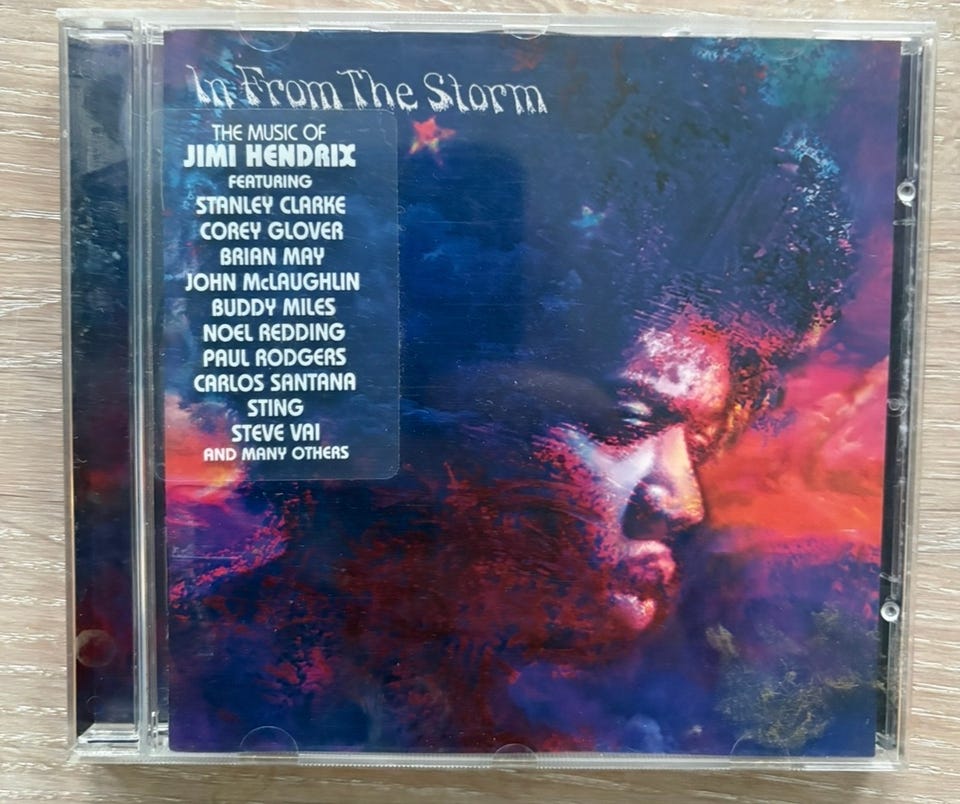 In From The Storm
THE MUSIC OF
JIMI HENDRIX
FEATURING
STANLEY CLARKE
COREY GLOVER
BRIAN MAY
JOHN McLAUGHLIN
BUDDY MILES
NOEL REDDING
PAUL RODGERS
CARLOS SANTANA
STING
STEVE VAI
AND MANY OTHERS